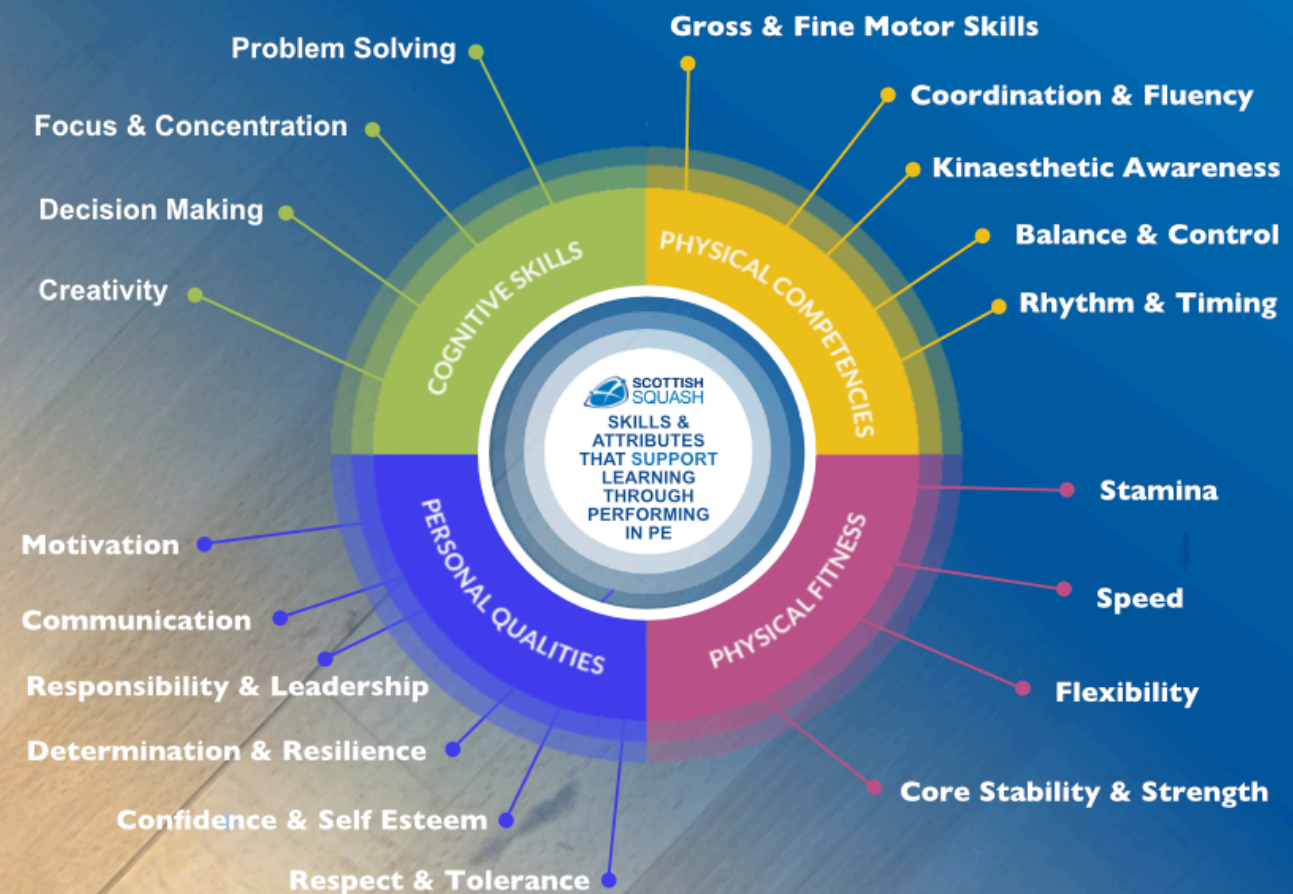 Problem Solving
Focus & Concentration
Decision Making
Creativity
Gross & Fine Motor Skills
Coordination & Fluency
Kinaesthetic Awareness
Balance & Control
Rhythm & Timing
COGNITIVE SKILLS
PHYSICAL COMPETENCIES
SCOTTISH
SQUASH
SKILLS &
ATTRIBUTES
THAT SUPPORT
LEARNING
THROUGH
PERFORMING
IN PE
PERSONAL QUALITIES
PHYSICAL FITNESS
Motivation
Communication
Responsibility & Leadership
Determination & Resilience
Confidence & Self Esteem
Respect & Tolerance
Stamina
Speed
Flexibility
Core Stability & Strength